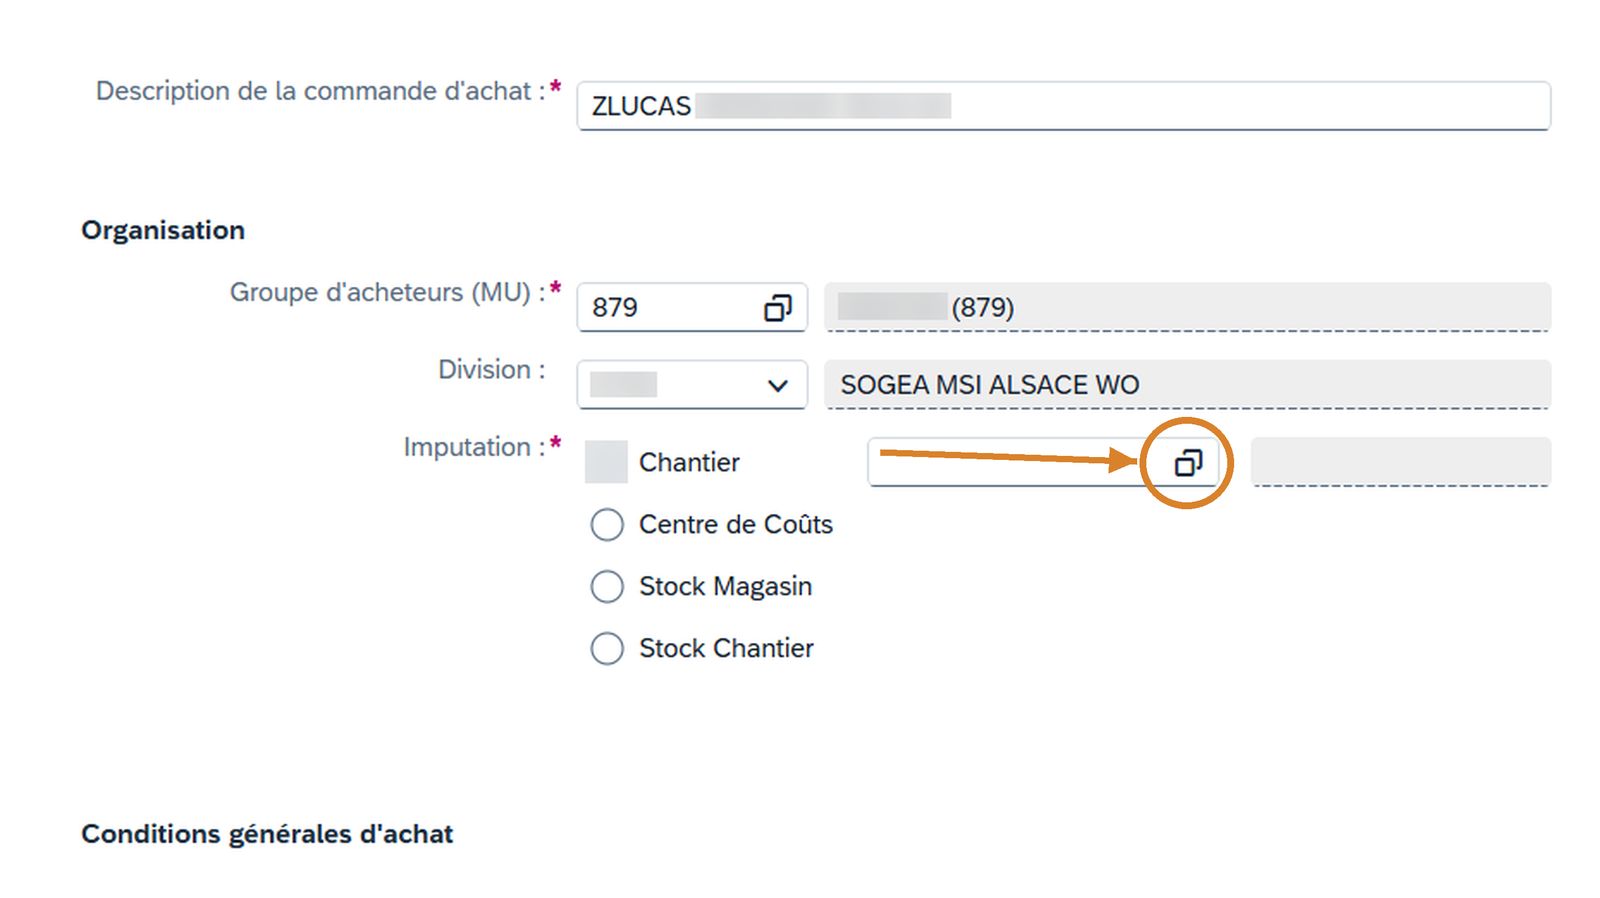 Description de la commande d'achat :* ZLUCAS
Organisation
Groupe d'acheteurs (MU) :* 879 (879)
Division : SOGEA MSI ALSACE WO
Imputation :* Chantier
Centre de Coûts
Stock Magasin
Stock Chantier
Conditions générales d'achat